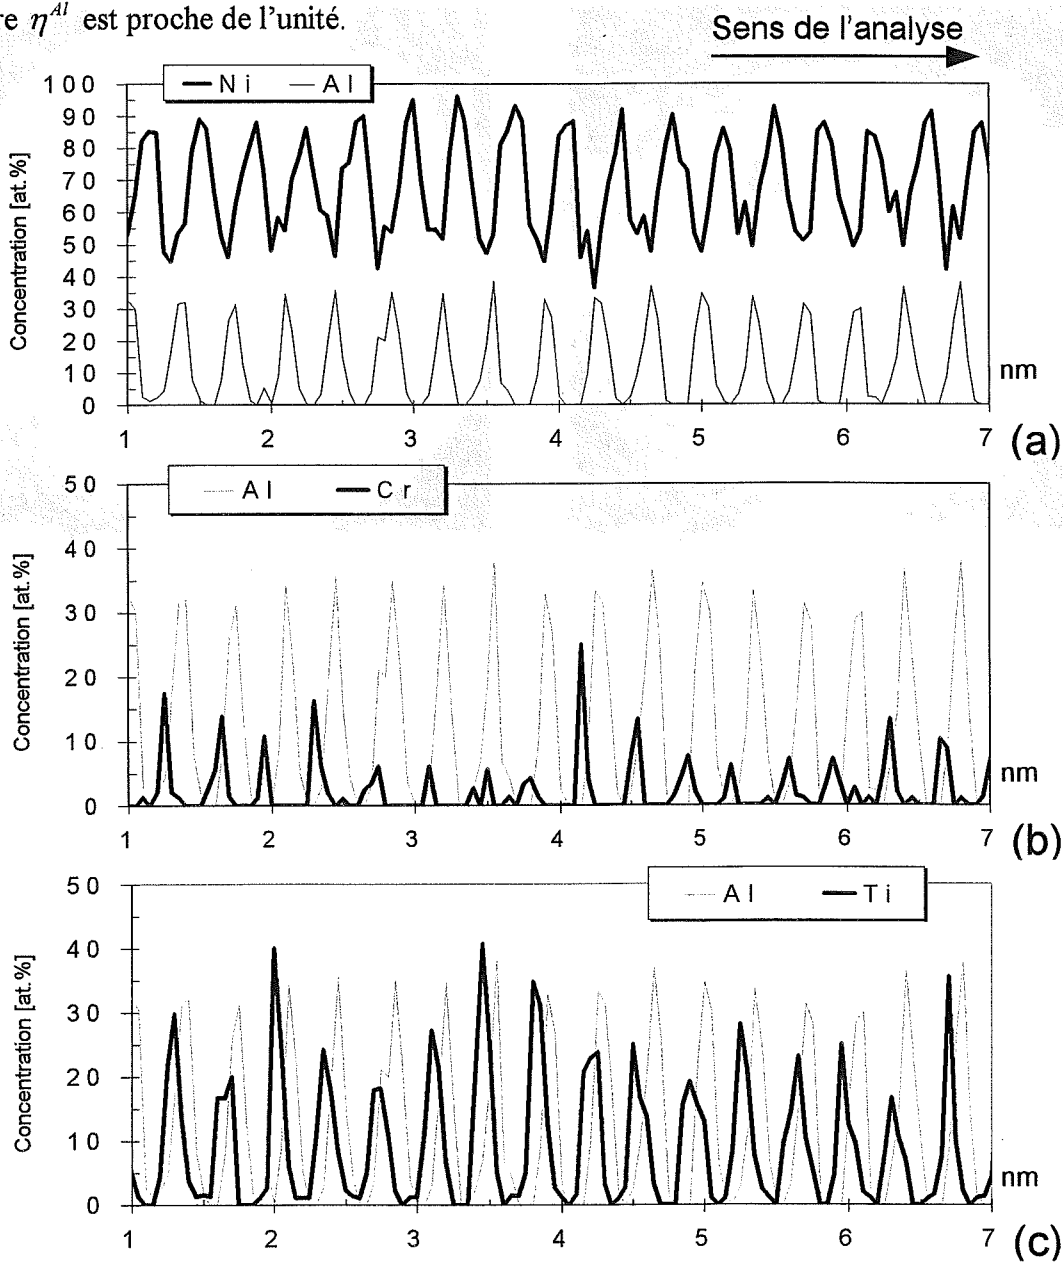 re η^Al est proche de l'unité.
Sens de l'analyse
Ni Al
Concentration [at.%]
100
90
80
70
60
50
40
30
20
10
0
1 2 3 4 5 6 7
nm
(a)
Al Cr
Concentration [at.%]
50
40
30
20
10
0
1 2 3 4 5 6 7
nm
(b)
Al Ti
Concentration [at.%]
50
40
30
20
10
0
1 2 3 4 5 6 7
nm
(c)